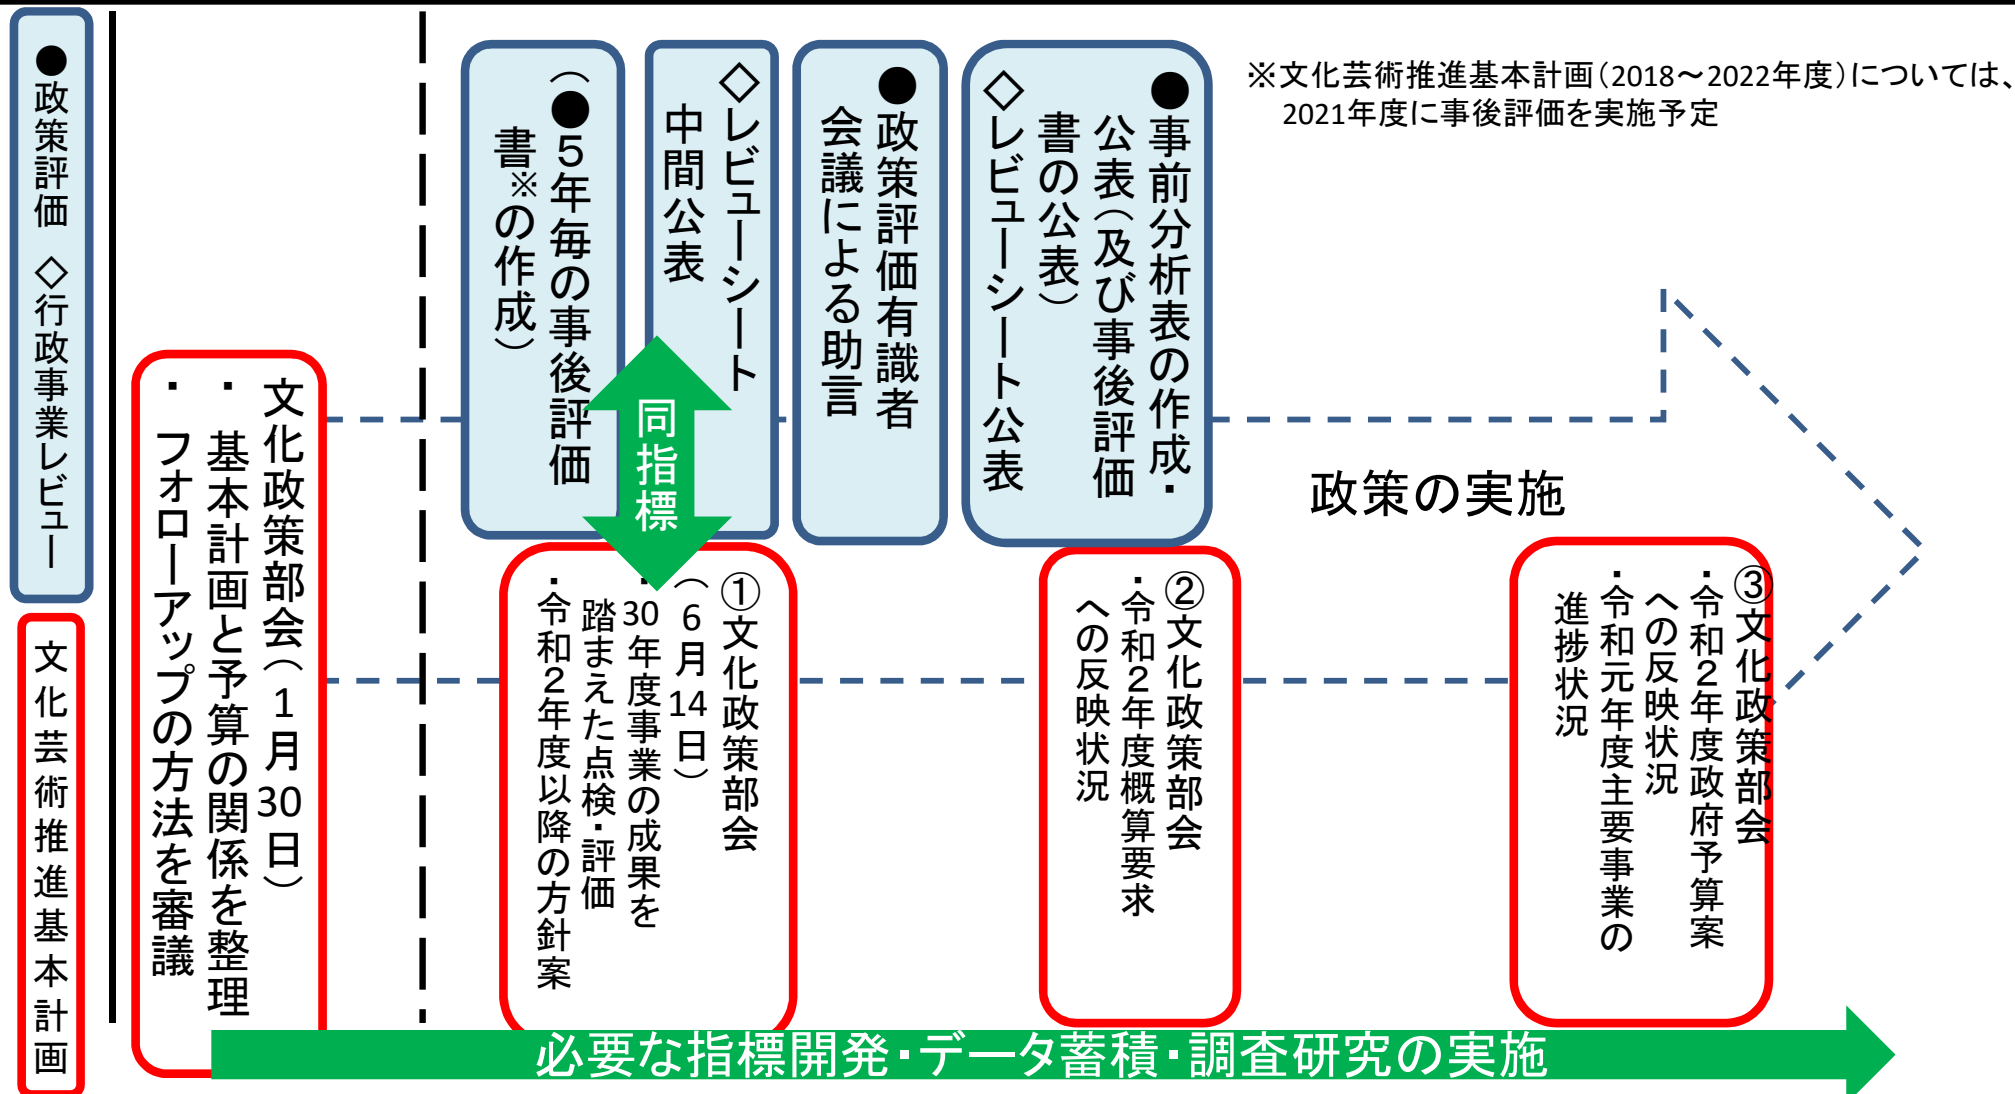 ●政策評価　◇行政事業レビュー
文化芸術推進基本計画
文化政策部会（1月30日）
・基本計画と予算の関係を整理
・フォローアップの方法を審議
（●５年毎の事後評価
書※の作成）
◇レビューシート
中間公表
●政策評価有識者
会議による助言
●事前分析表の作成・
公表（及び事後評価
書の公表）
◇レビューシート公表
※文化芸術推進基本計画（2018～2022年度）については、
2021年度に事後評価を実施予定
同指標
政策の実施
①文化政策部会
（6月14日）
・30年度事業の成果を
踏まえた点検・評価
・令和２年度以降の方針案
②文化政策部会
・令和２年度概算要求
への反映状況
③文化政策部会
・令和２年度政府予算案
への反映状況
・令和元年度主要事業の
進捗状況
必要な指標開発・データ蓄積・調査研究の実施